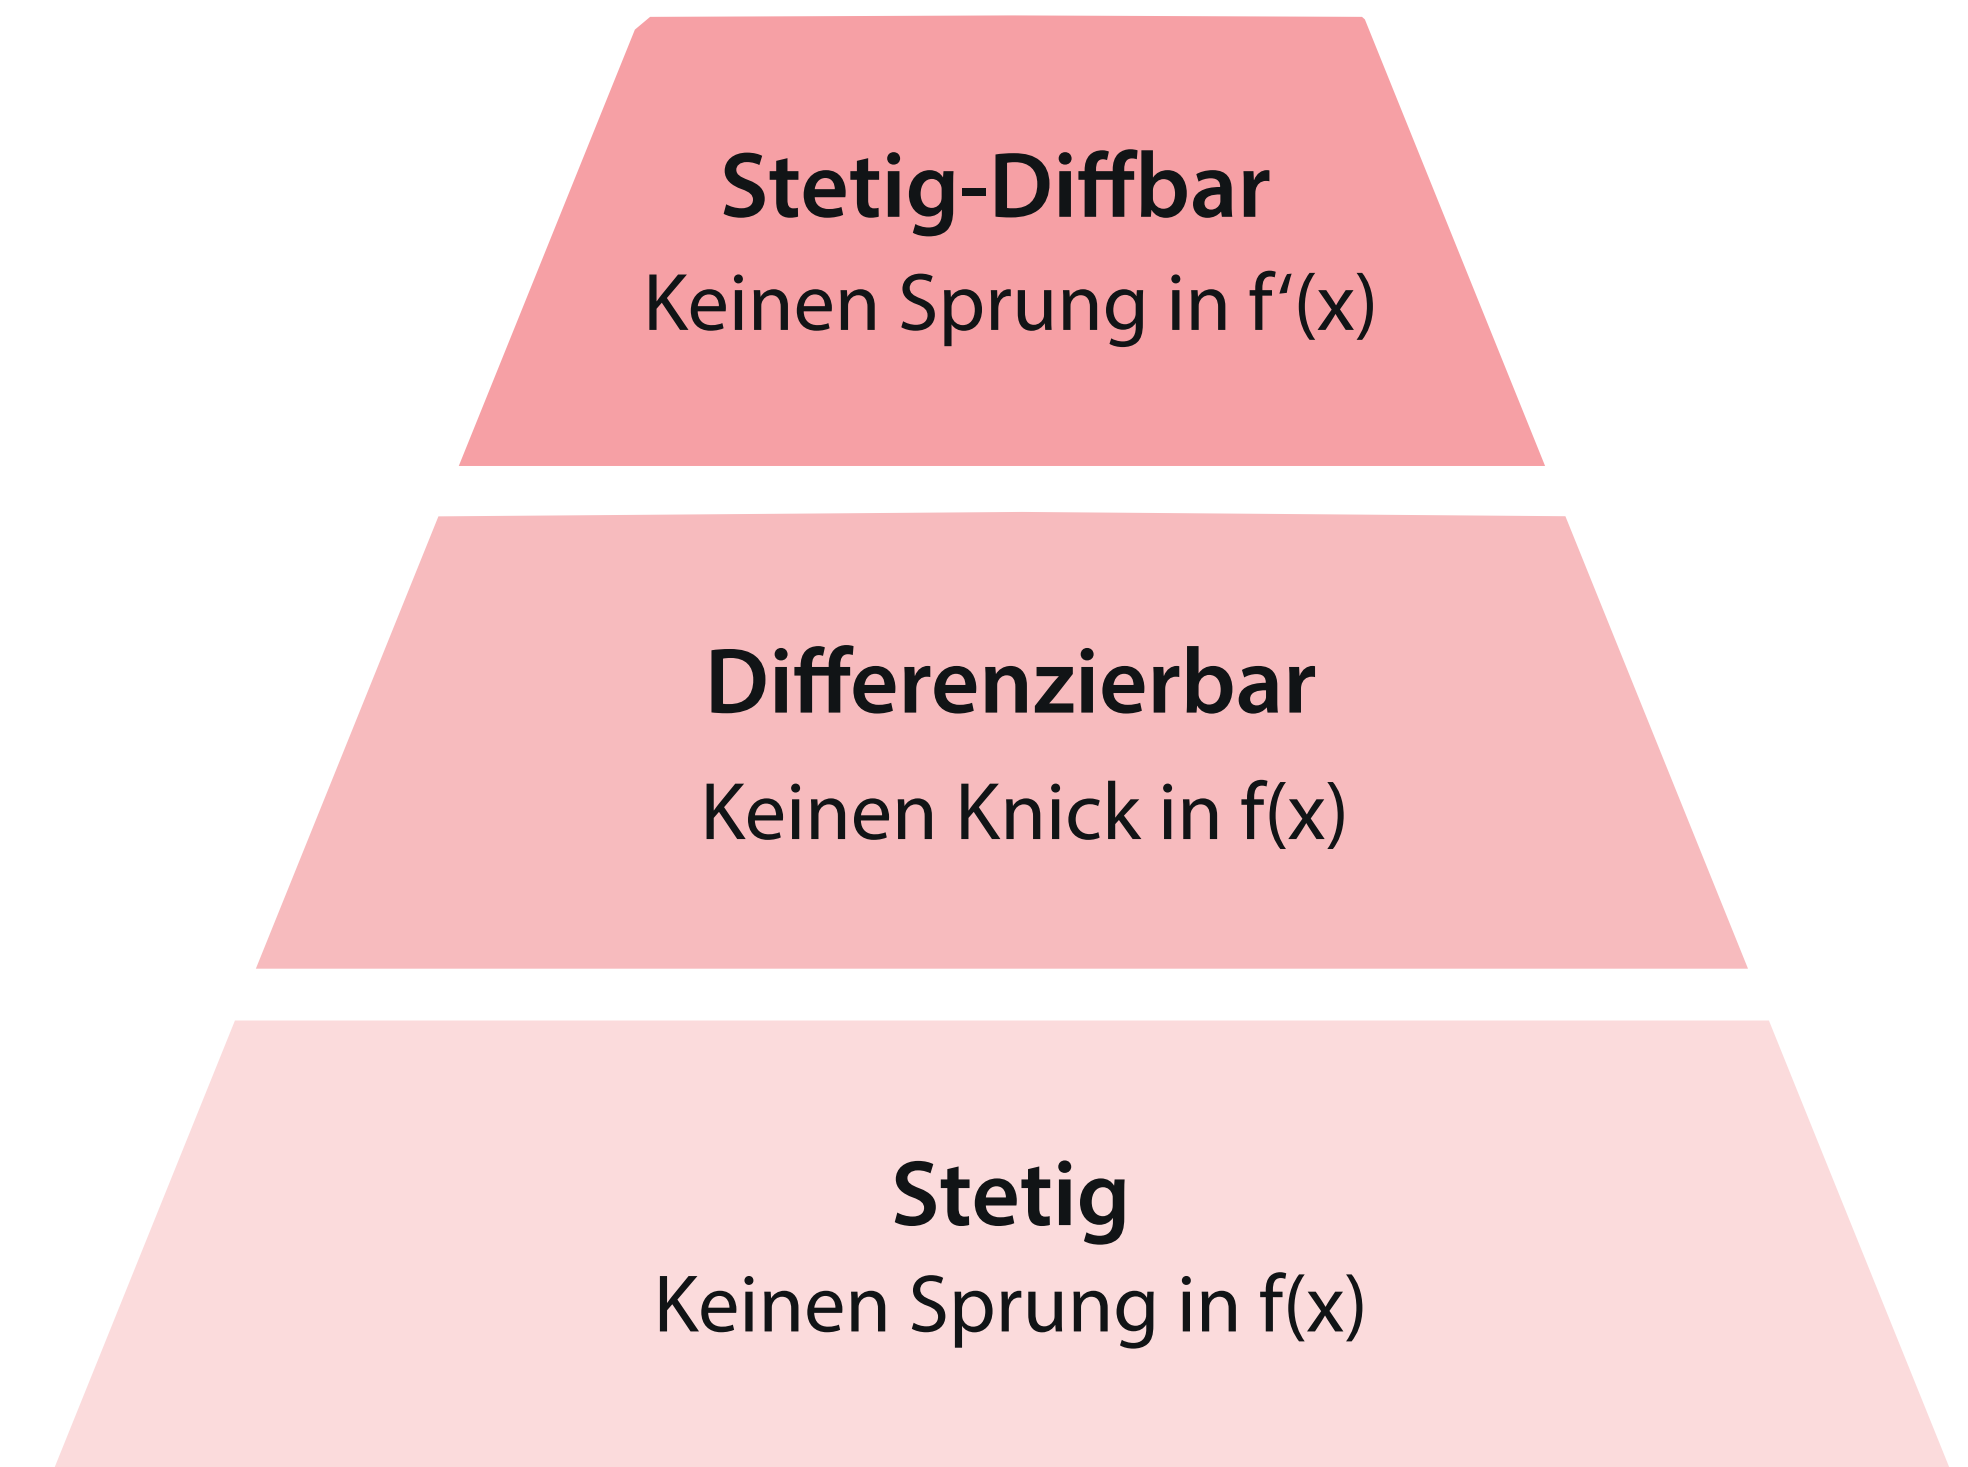 Stetig-Diffbar
Keinen Sprung in f‘(x)
Differenzierbar
Keinen Knick in f(x)
Stetig
Keinen Sprung in f(x)